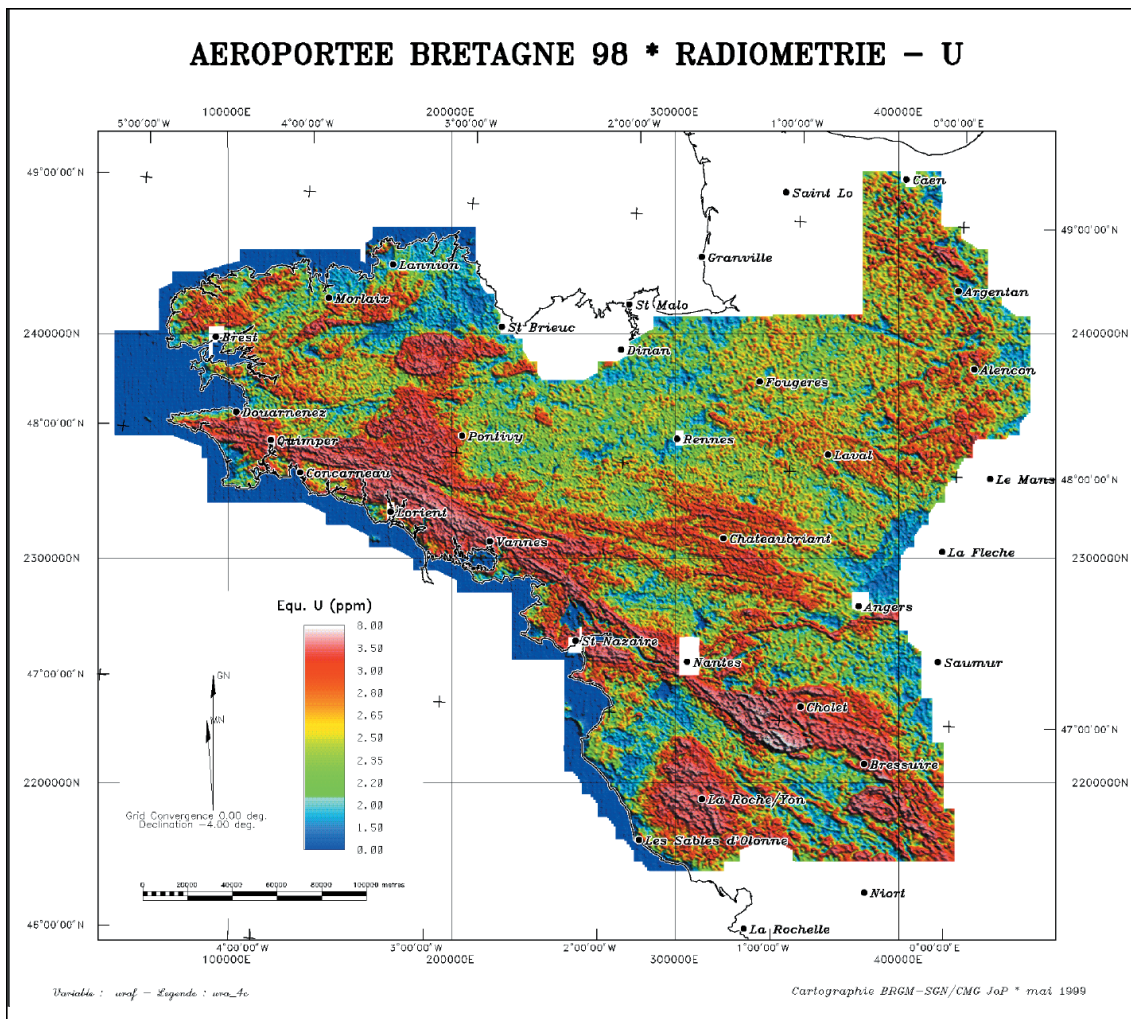 AEROPORTEE BRETAGNE 98 * RADIOMETRIE - U
100000E 200000E 300000E 400000E
5°00'00"W 4°00'00"W 3°00'00"W 2°00'00"W 1°00'00"W 0°00'00"E
49°00'00"N
Caen
Saint Lo
49°00'00"N
Granville
Lannion
Argentan
Morlaix
St Malo
St Brieuc
2400000N
2400000N
Brest
Dinan
Alencon
Fougeres
Douarnenez
48°00'00"N
Pontivy
Rennes
Quimper
Laval
Concarneau
Le Mans
48°00'00"N
Lorient
Vannes
Chateaubriant
2300000N
La Fleche
2300000N
Equ. U (ppm)
Angers
8.00
St Nazaire
3.50
Nantes
Saumur
3.00
47°00'00"N
GN
2.80
MN
2.65
Cholet
2.50
47°00'00"N
2.35
Bressuire
2.20
2200000N
2200000N
2.00
La Roche/Yon
Grid Convergence 0.00 deg.
Declination -4.00 deg.
1.50
Les Sables d'Olonne
0.00
0 20000 40000 60000 80000 100000 metres
Niort
46°00'00"N
La Rochelle
46°00'00"N
4°00'00"W 3°00'00"W 2°00'00"W 1°00'00"W 0°00'00"E
100000E 200000E 300000E 400000E
Variable : uraf - Legende : ura_4c
Cartographie BRGM-SGN/CMG JoP * mai 1999